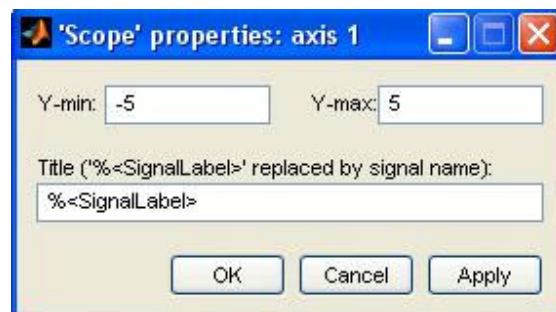 'Scope' properties: axis 1
Y-min: -5 Y-max: 5
Title ('%<SignalLabel>' replaced by signal name):
%<SignalLabel>
OK Cancel Apply